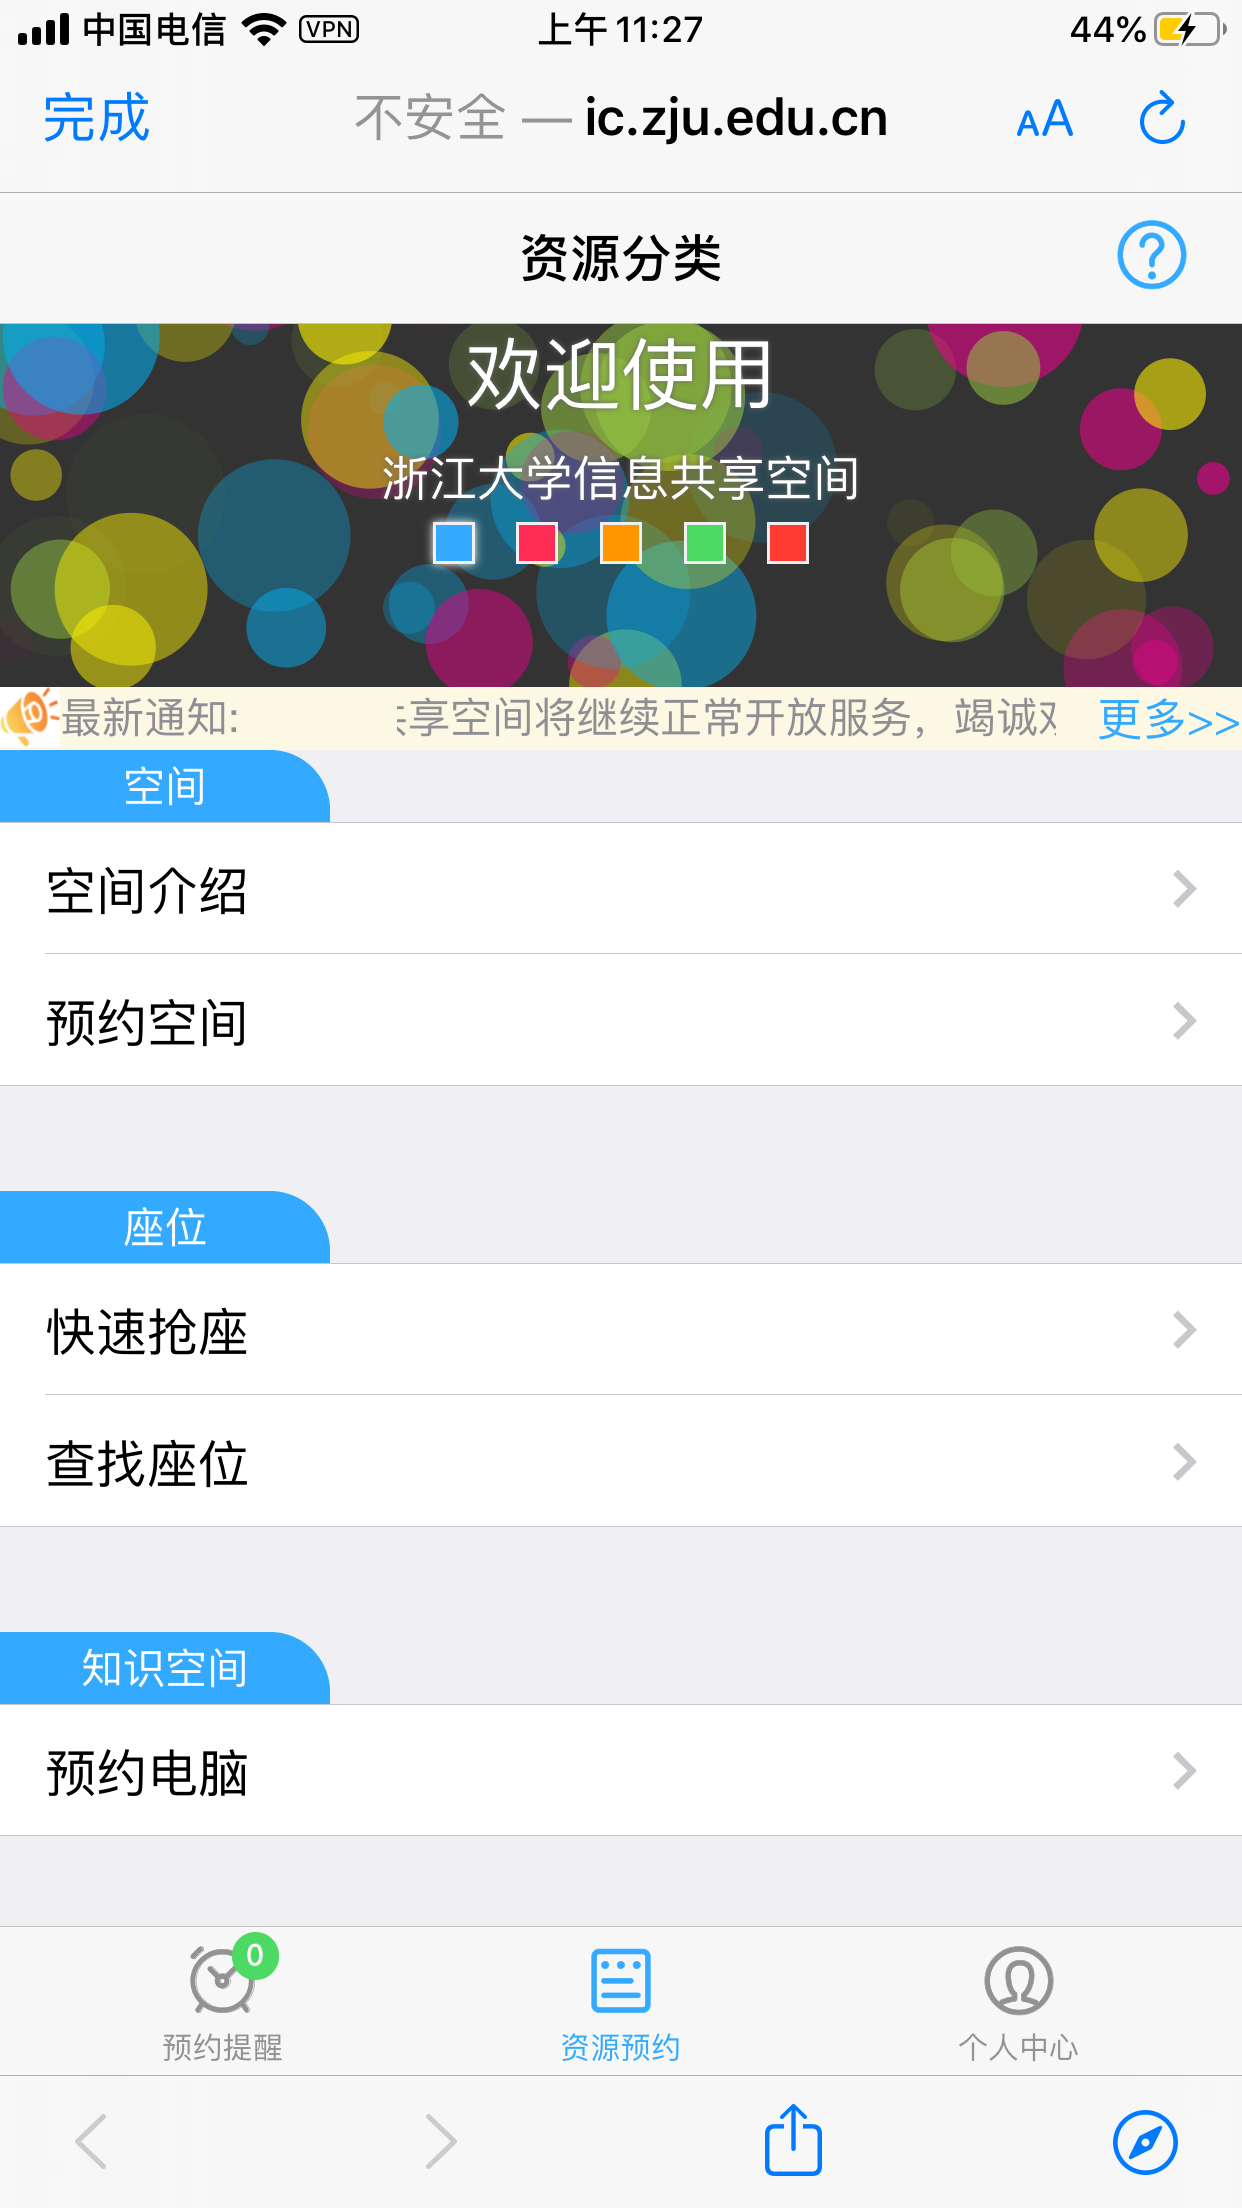 中国电信 VPN 上午11:27 44%
完成 不安全 — ic.zju.edu.cn AA
资源分类
欢迎使用
浙江大学信息共享空间
最新通知: 享空间将继续正常开放服务，竭诚 更多>>
空间
空间介绍
预约空间
座位
快速抢座
查找座位
知识空间
预约电脑
0
预约提醒 资源预约 个人中心